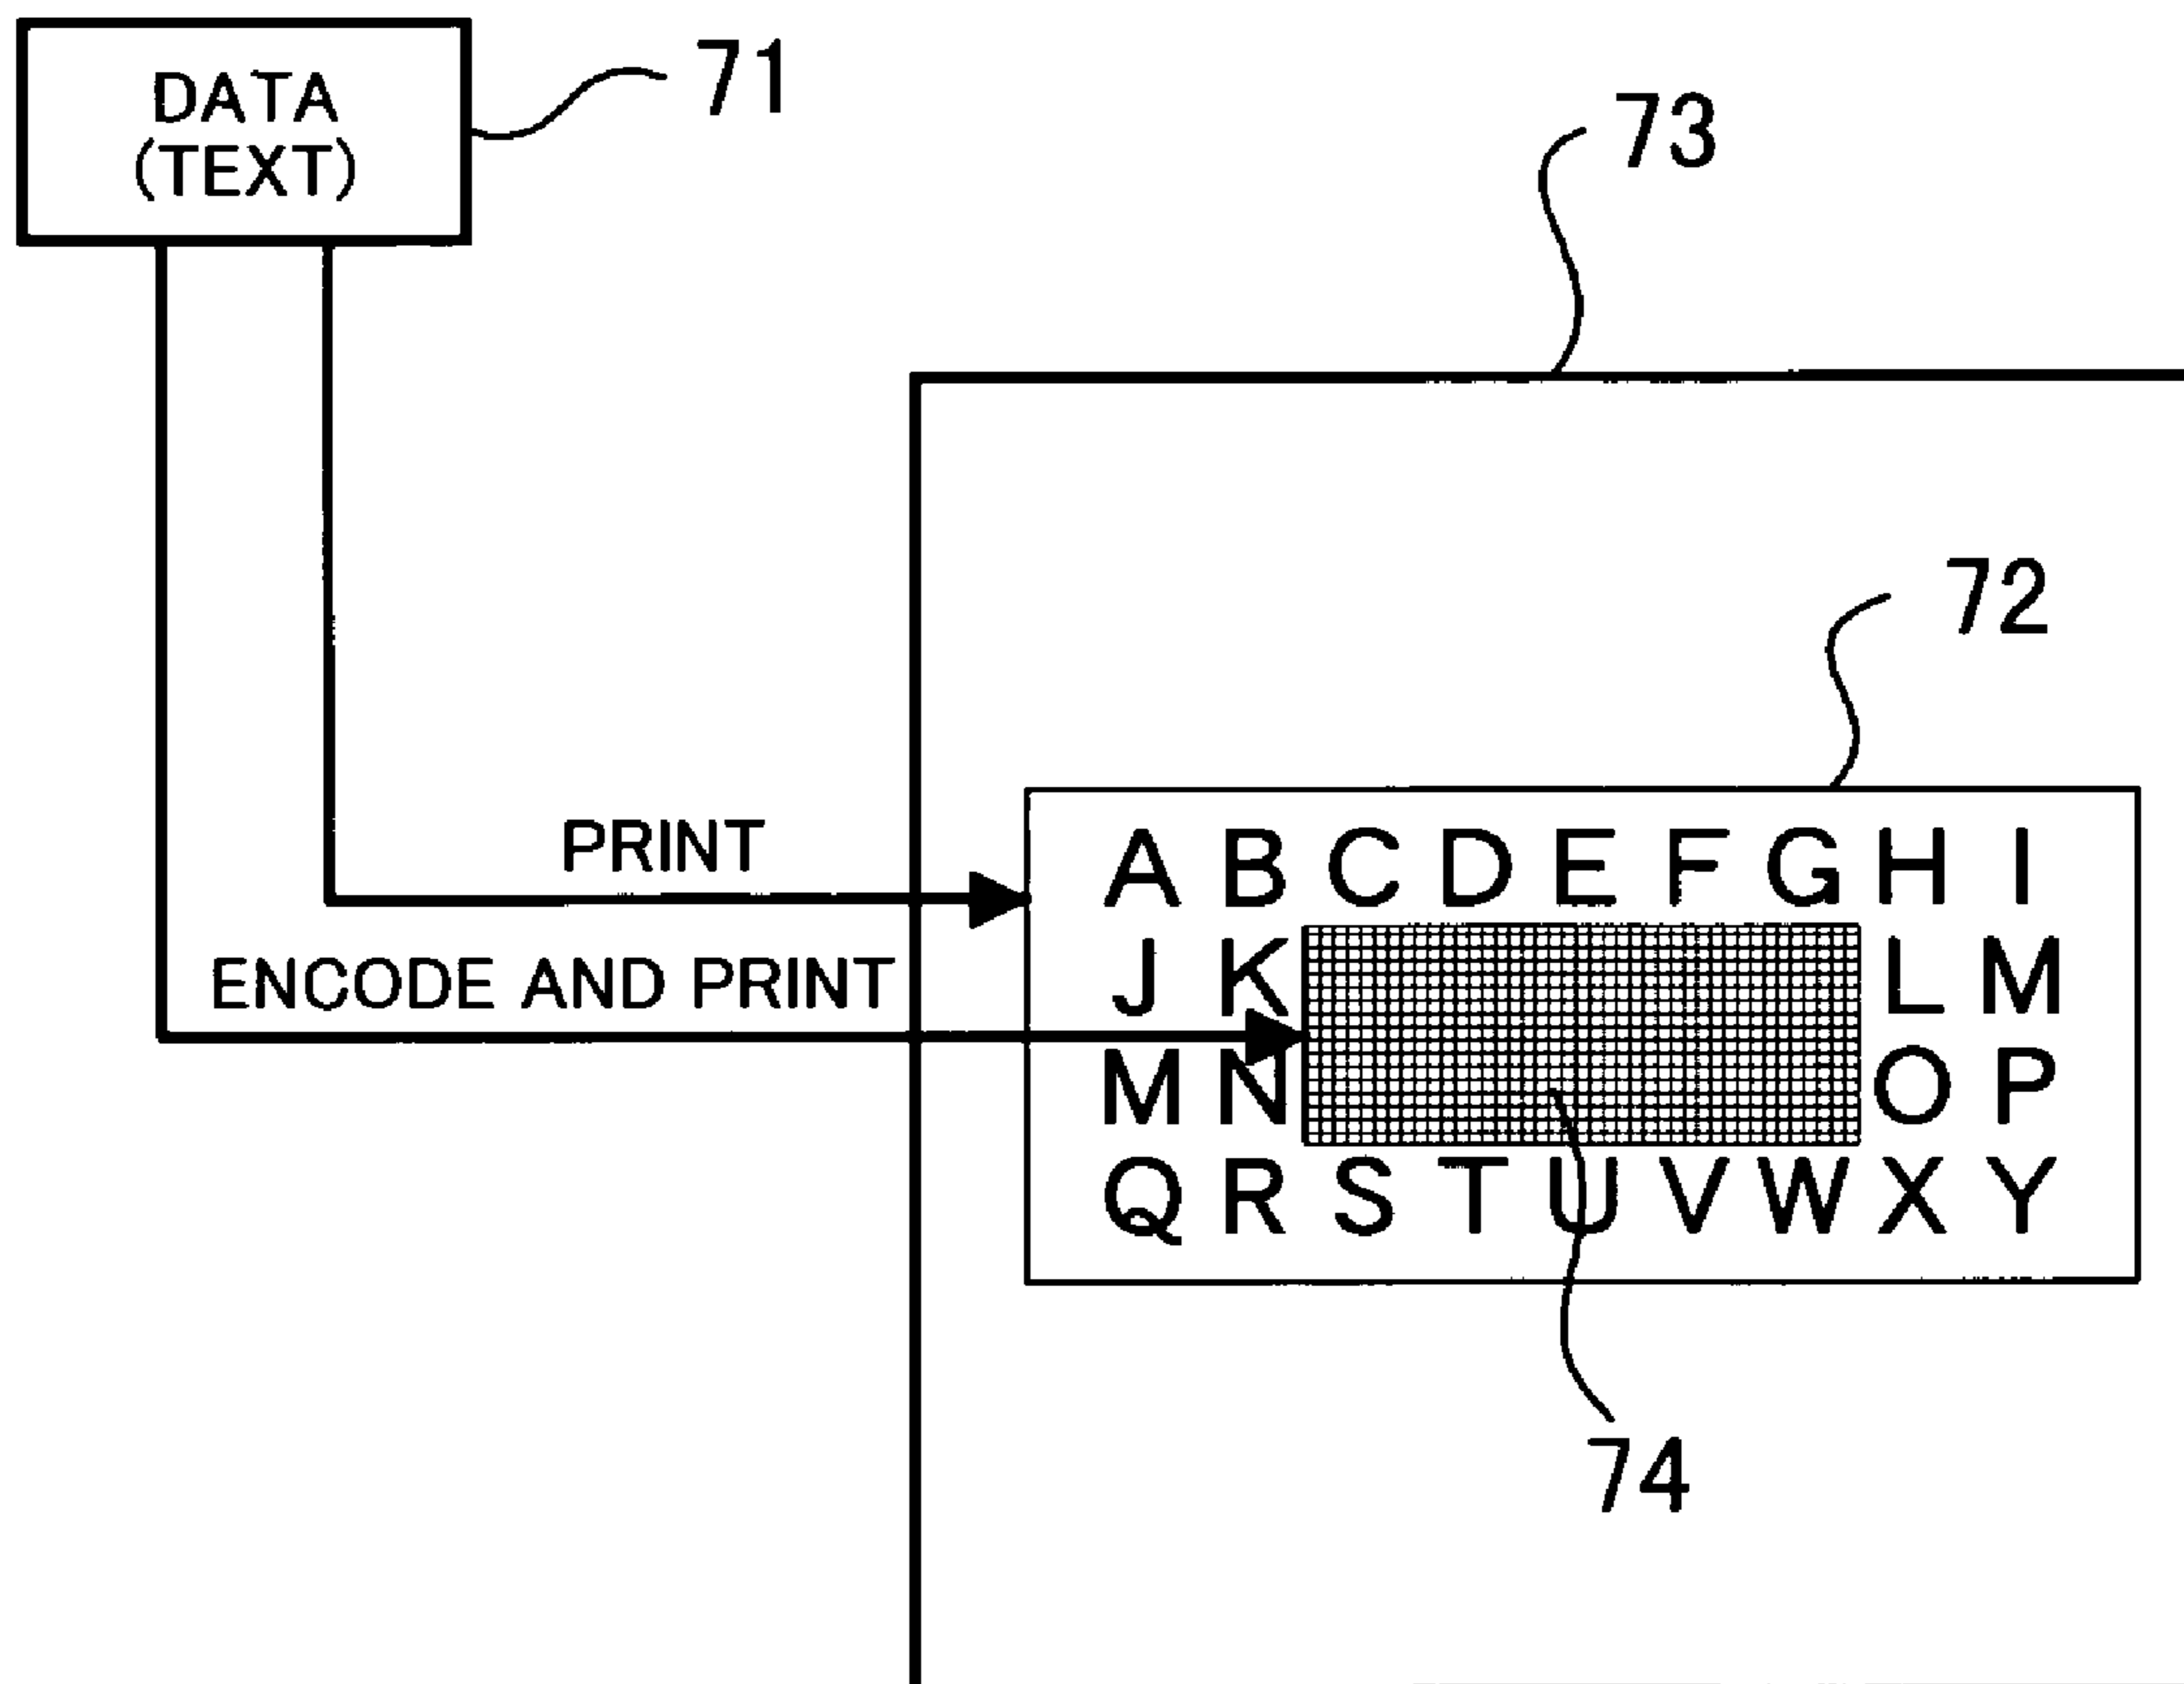 DATA
(TEXT)
71
73
72
PRINT
ENCODE AND PRINT
A B C D E F G H I
J K L M
M N O P
Q R S T U V W X Y
74